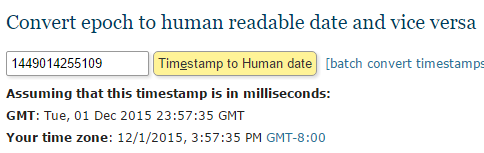 Convert epoch to human readable date and vice versa
1449014255109 Timestamp to Human date [batch convert timestamps
Assuming that this timestamp is in milliseconds:
GMT: Tue, 01 Dec 2015 23:57:35 GMT
Your time zone: 12/1/2015, 3:57:35 PM GMT-8:00